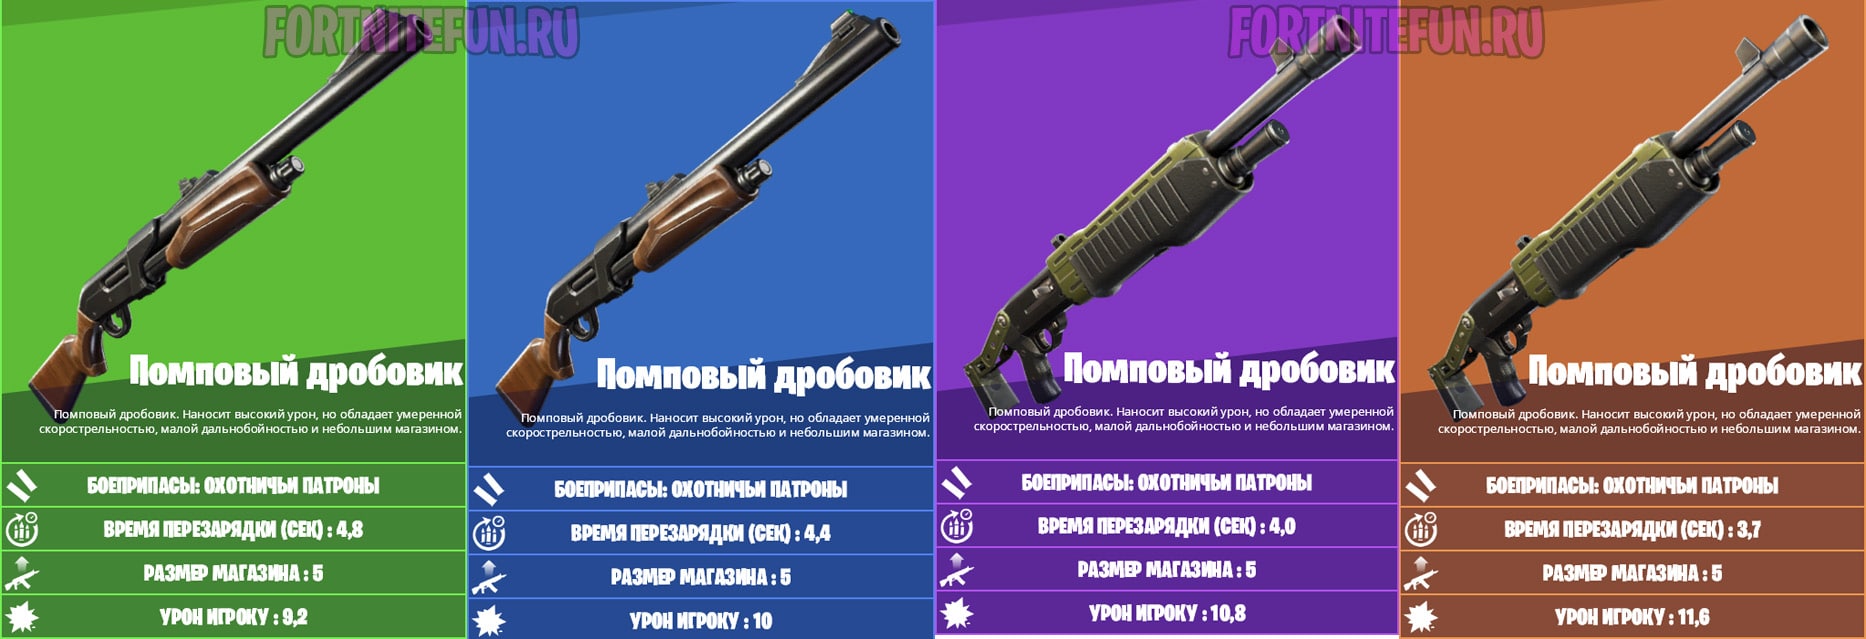 FORTNITEFUN.RU
FORTNITEFUN.RU
Помповый дробовик
Помповый дробовик. Наносит высокий урон, но обладает умеренной
скорострельностью, малой дальнобойностью и небольшим магазином.
БОЕПРИПАСЫ: ОХОТНИЧЬИ ПАТРОНЫ
ВРЕМЯ ПЕРЕЗАРЯДКИ (СЕК) : 4,8
РАЗМЕР МАГАЗИНА : 5
УРОН ИГРОКУ : 9,2
Помповый дробовик
Помповый дробовик. Наносит высокий урон, но обладает умеренной
скорострельностью, малой дальнобойностью и небольшим магазином.
БОЕПРИПАСЫ: ОХОТНИЧЬИ ПАТРОНЫ
ВРЕМЯ ПЕРЕЗАРЯДКИ (СЕК) : 4,4
РАЗМЕР МАГАЗИНА : 5
УРОН ИГРОКУ : 10
Помповый дробовик
Помповый дробовик. Наносит высокий урон, но обладает умеренной
скорострельностью, малой дальнобойностью и небольшим магазином.
БОЕПРИПАСЫ: ОХОТНИЧЬИ ПАТРОНЫ
ВРЕМЯ ПЕРЕЗАРЯДКИ (СЕК) : 4,0
РАЗМЕР МАГАЗИНА : 5
УРОН ИГРОКУ : 10,8
Помповый дробовик
Помповый дробовик. Наносит высокий урон, но обладает умеренной
скорострельностью, малой дальнобойностью и небольшим магазином.
БОЕПРИПАСЫ: ОХОТНИЧЬИ ПАТРОНЫ
ВРЕМЯ ПЕРЕЗАРЯДКИ (СЕК) : 3,7
РАЗМЕР МАГАЗИНА : 5
УРОН ИГРОКУ : 11,6